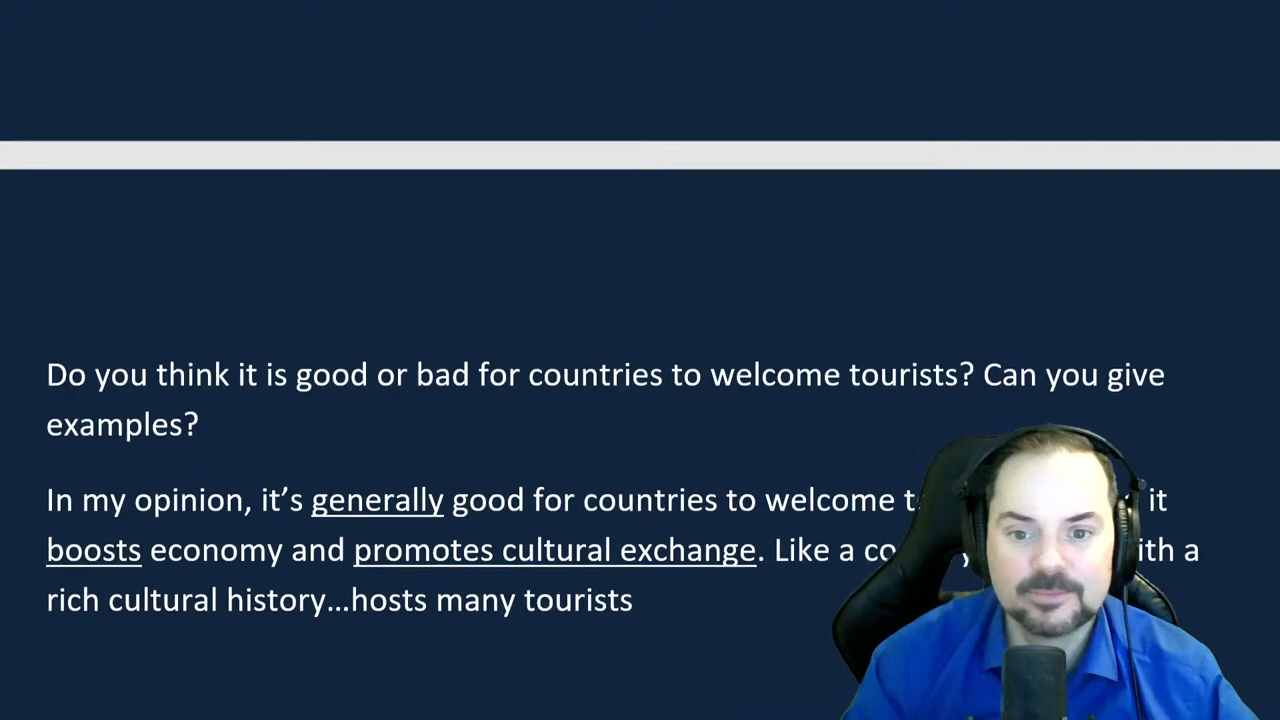 Do you think it is good or bad for countries to welcome tourists? Can you give
examples?
In my opinion, it’s generally good for countries to welcome it
boosts economy and promotes cultural exchange. Like a with a
rich cultural history…hosts many tourists